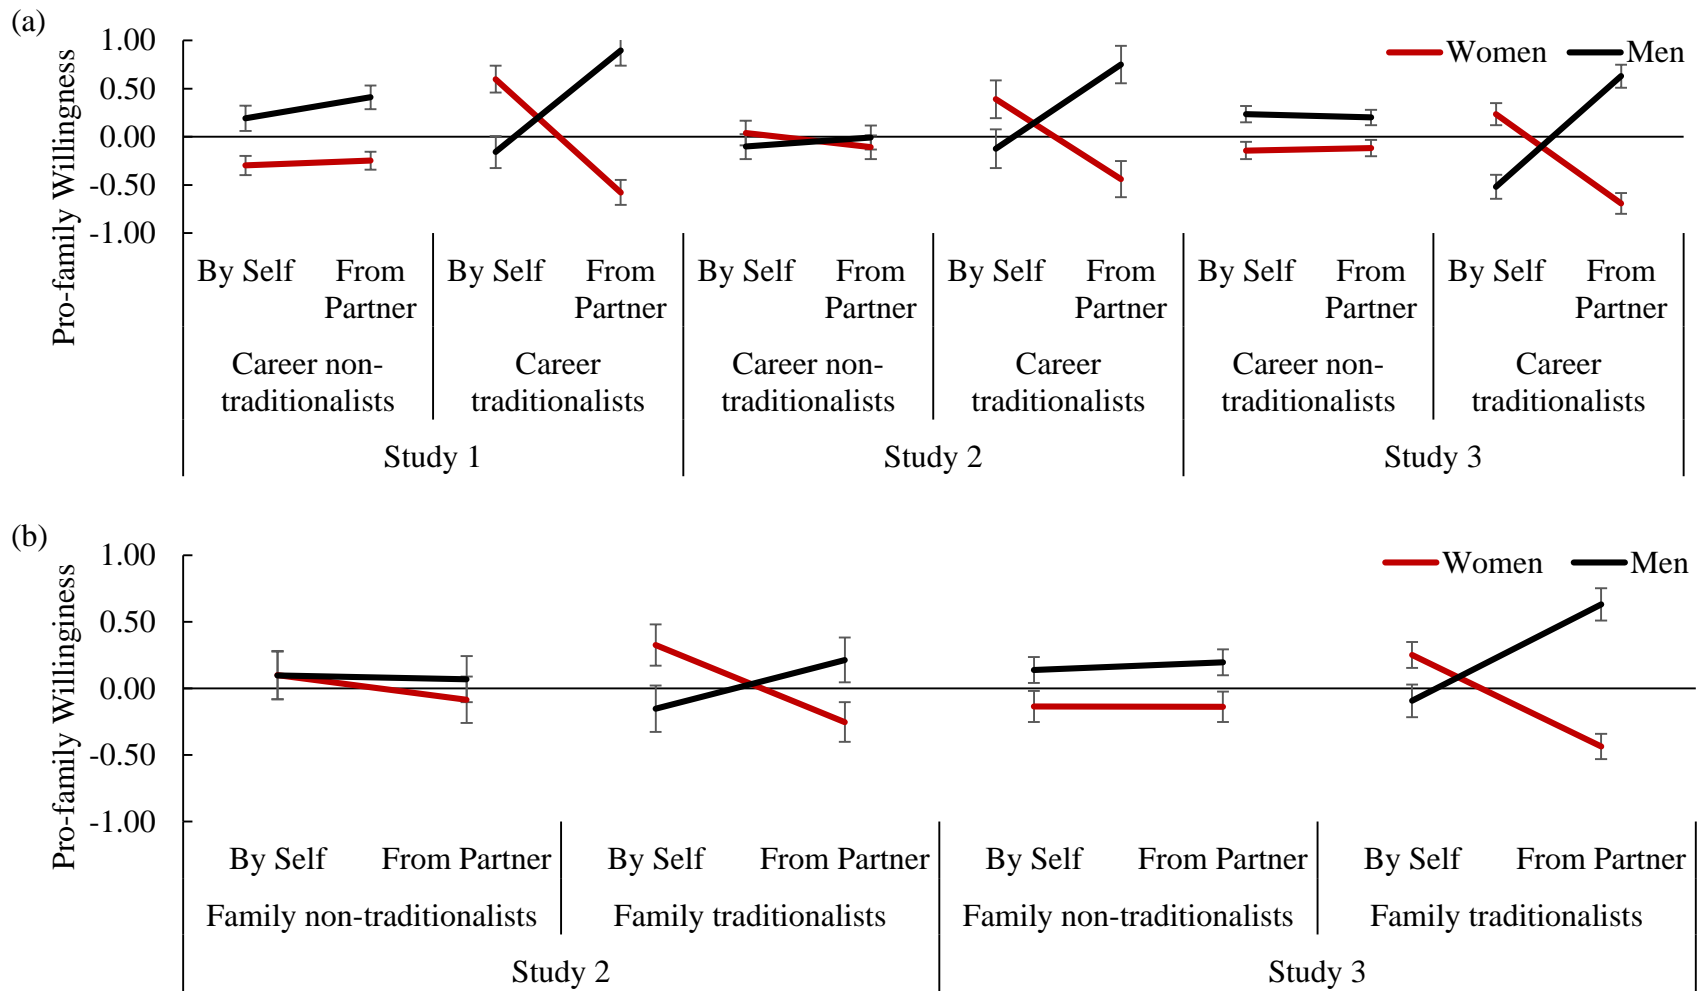 (a)
Pro-family Willingness
1.00
0.50
0.00
-0.50
-1.00
Women Men
By Self From Partner By Self From Partner By Self From Partner By Self From Partner By Self From Partner By Self From Partner
Career non-traditionalists Career traditionalists Career non-traditionalists Career traditionalists Career non-traditionalists Career traditionalists
Study 1 Study 2 Study 3
(b)
Pro-family Willinginess
1.00
0.50
0.00
-0.50
-1.00
Women Men
By Self From Partner By Self From Partner By Self From Partner By Self From Partner
Family non-traditionalists Family traditionalists Family non-traditionalists Family traditionalists
Study 2 Study 3